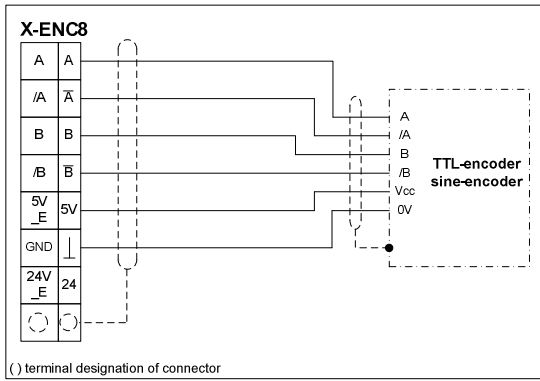 X-ENC8
A A
/A A̅
B B
/B B̅
5V
_E 5V
GND
24V
_E 24
A
/A
B
/B
Vcc
0V
TTL-encoder
sine-encoder
( ) terminal designation of connector